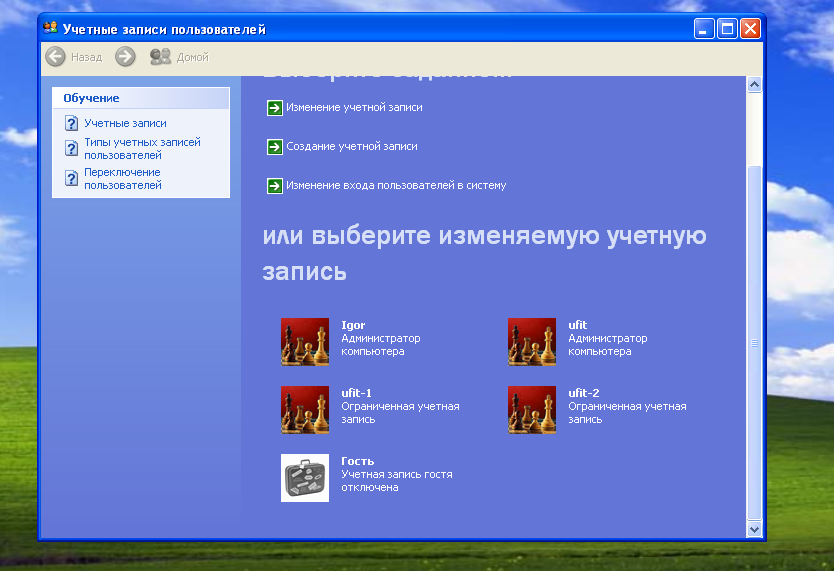 Учетные записи пользователей
Назад
Домой
Обучение
Учетные записи
Типы учетных записей
пользователей
Переключение
пользователей
Выберите задание...
Изменение учетной записи
Создание учетной записи
Изменение входа пользователей в систему
или выберите изменяемую учетную
запись
Igor
Администратор
компьютера
ufit
Администратор
компьютера
ufit-1
Ограниченная учетная
запись
ufit-2
Ограниченная учетная
запись
Гость
Учетная запись гостя
отключена